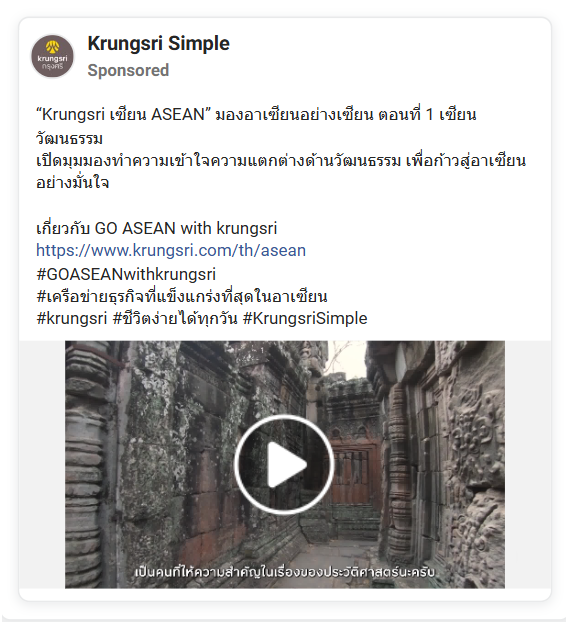 krungsri
กรุงศรี
Krungsri Simple
Sponsored
“Krungsri เซียน ASEAN” มองอาเซียนอย่างเซียน ตอนที่ 1 เซียน
วัฒนธรรม
เปิดมุมมองทำความเข้าใจความแตกต่างด้านวัฒนธรรม เพื่อก้าวสู่อาเซียน
อย่างมั่นใจ
เกี่ยวกับ GO ASEAN with krungsri
https://www.krungsri.com/th/asean
#GOASEANwithkrungsri
#เครือข่ายธุรกิจที่แข็งแกร่งที่สุดในอาเซียน
#krungsri #ชีวิตง่ายได้ทุกวัน #KrungsriSimple
เป็นคนที่ให้ความสำคัญในเรื่องของประวัติศาสตร์นะครับ